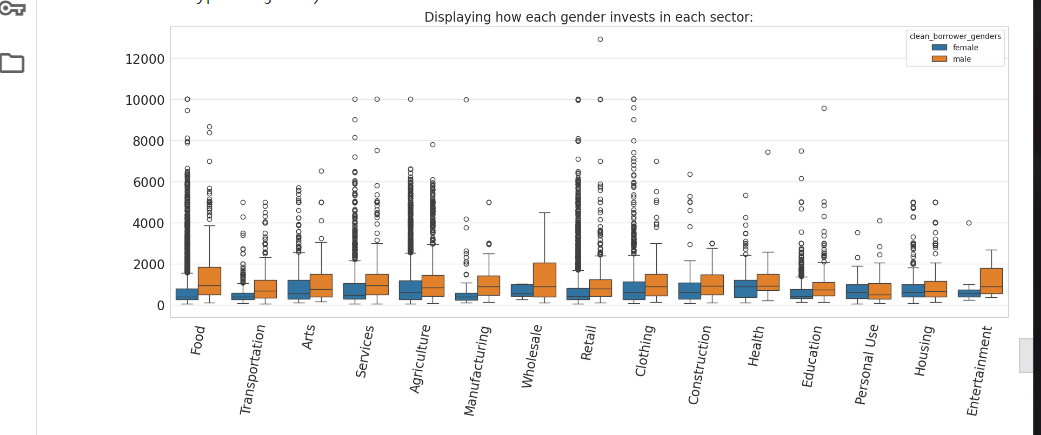 Displaying how each gender invests in each sector:
clean_borrower_genders
female
male
12000
10000
8000
6000
4000
2000
0
Food
Transportation
Arts
Services
Agriculture
Manufacturing
Wholesale
Retail
Clothing
Construction
Health
Education
Personal Use
Housing
Entertainment